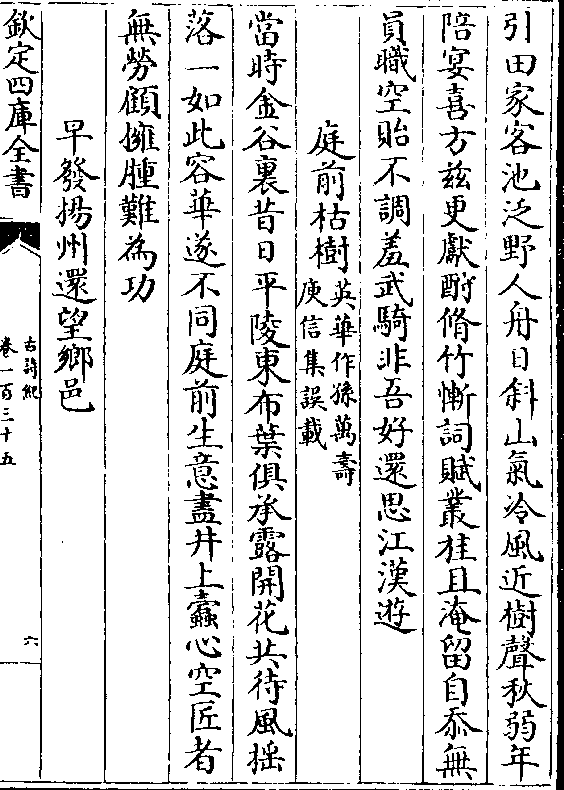 引田家客池泛野人舟日斜山氣冷風近樹聲秋弱年
陪宴喜方兹更獻酧脩竹慚詞賦叢桂且淹留自忝無
員職空貽不調羞武騎非吾好還思江漢遊
庭前枯樹
英華作孫萬壽
庾信集誤載
當時金谷裏昔日平陵東布葉俱承露開花共待風揺
落一如此容華遂不同庭前生意盡井上蠧心空匠者
無勞顧擁腫難為功
早發揚州還望鄉邑
欽定四庫全書
古詩紀
卷一百三十五
六